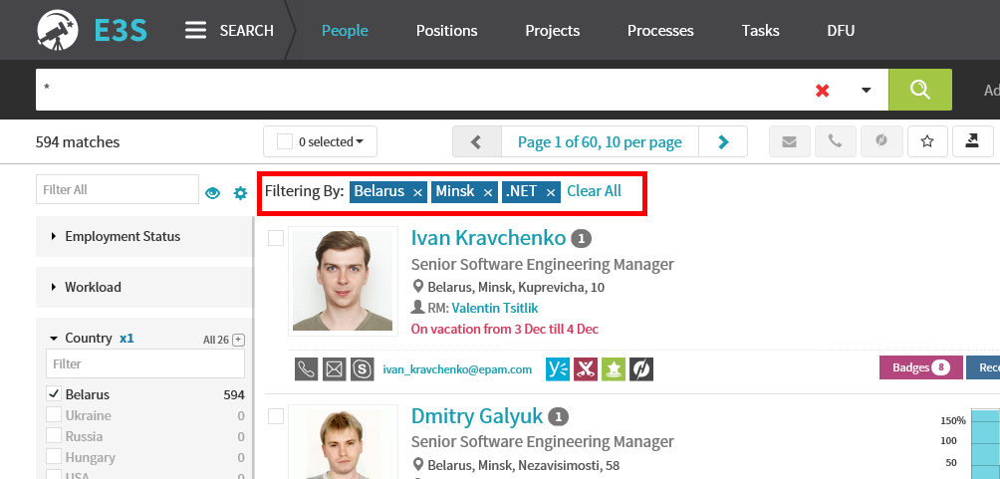 E3S SEARCH People Positions Projects Processes Tasks DFU
*
Ad
594 matches 0 selected Page 1 of 60, 10 per page
Filter All
Filtering By: Belarus × Minsk × .NET × Clear All
Employment Status
Workload
Country x1 All 26 +
Filter
Belarus 594
Ukraine 0
Russia 0
Hungary 0
USA 0
Ivan Kravchenko 1
Senior Software Engineering Manager
Belarus, Minsk, Kuprevicha, 10
RM: Valentin Tsitlik
On vacation from 3 Dec till 4 Dec
ivan_kravchenko@epam.com
Badges 8 Reco
Dmitry Galyuk 1
Senior Software Engineering Manager
Belarus, Minsk, Nezavisimosti, 58
150%
100
50